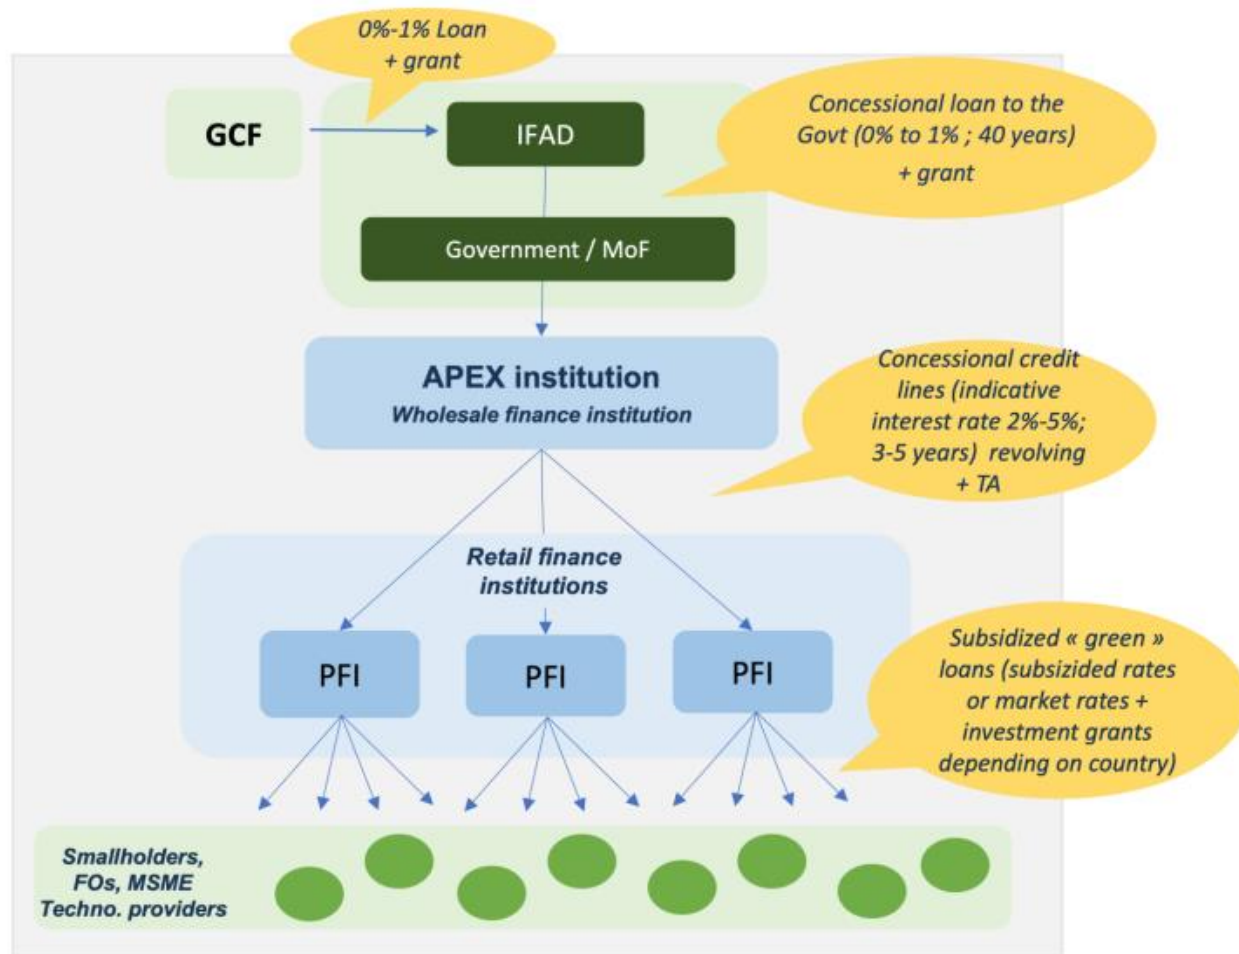 0%-1% Loan
+ grant
GCF
IFAD
Concessional loan to the
Govt (0% to 1% ; 40 years)
+ grant
Government / MoF
APEX institution
Wholesale finance institution
Concessional credit
lines (indicative
interest rate 2%-5%;
3-5 years) revolving
+ TA
Retail finance
institutions
PFI
PFI
PFI
Subsidized « green »
loans (subsizided rates
or market rates +
investment grants
depending on country)
Smallholders,
FOs, MSME
Techno. providers